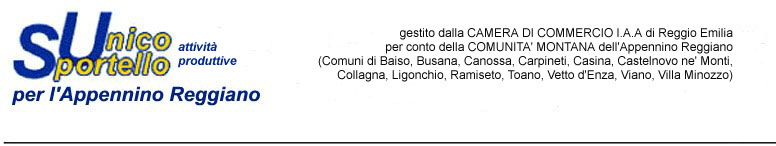 Sportello Unico
attività
produttive
per l'Appennino Reggiano
gestito dalla CAMERA DI COMMERCIO I.A.A di Reggio Emilia
per conto della COMUNITA' MONTANA dell'Appennino Reggiano
(Comuni di Baiso, Busana, Canossa, Carpineti, Casina, Castelnovo ne' Monti,
Collagna, Ligonchio, Ramiseto, Toano, Vetto d'Enza, Viano, Villa Minozzo)